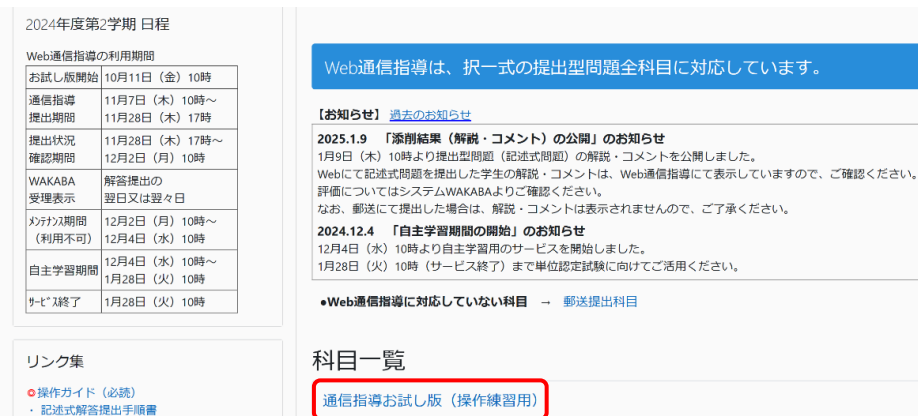 2024年度第2学期 日程
Web通信指導の利用期間
お試し版開始 10月11日（金）10時
通信指導 11月7日（木）10時～
提出期間 11月28日（木）17時
提出状況 11月28日（木）17時～
確認期間 12月2日（月）10時
WAKABA 解答提出の
受理表示 翌日又は翌々日
ﾒﾝﾃﾅﾝｽ期間 12月2日（月）10時～
（利用不可） 12月4日（水）10時
自主学習期間 12月4日（水）10時～
1月28日（火）10時
ｻｰﾋﾞｽ終了 1月28日（火）10時
リンク集
操作ガイド（必読）
・ 記述式解答提出手順書
Web通信指導は、択一式の提出型問題全科目に対応しています。
【お知らせ】 過去のお知らせ
2025.1.9 「添削結果（解説・コメント）の公開」のお知らせ
1月9日（木）10時より提出型問題（記述式問題）の解説・コメントを公開しました。
Webにて記述式問題を提出した学生の解説・コメントは、Web通信指導にて表示していますので、ご確認ください。
評価についてはシステムWAKABAよりご確認ください。
なお、郵送にて提出した場合は、解説・コメントは表示されませんので、ご了承ください。
2024.12.4 「自主学習期間の開始」のお知らせ
12月4日（水）10時より自主学習用のサービスを開始しました。
1月28日（火）10時（サービス終了）まで単位認定試験に向けてご活用ください。
●Web通信指導に対応していない科目 → 郵送提出科目
科目一覧
通信指導お試し版（操作練習用）